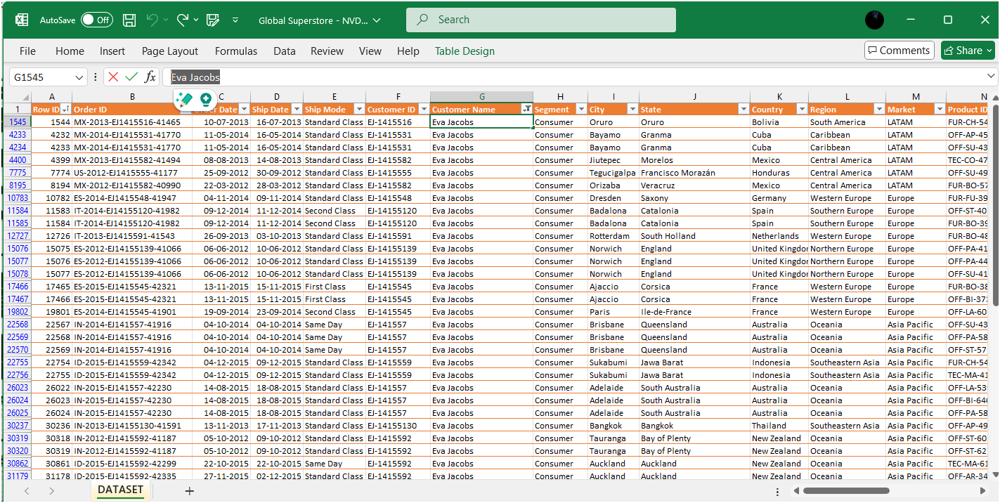 AutoSave Off Global Superstore - NVD... Search
File Home Insert Page Layout Formulas Data Review View Help Table Design Comments Share
G1545 fx Eva Jacobs
A B C D E F G H I J K L M N
1 Row ID Order ID Order Date Ship Date Ship Mode Customer ID Customer Name Segment City State Country Region Market Product ID
1545 1544 MX-2013-EJ1415516-41465 10-07-2013 16-07-2013 Standard Class EJ-1415516 Eva Jacobs Consumer Oruro Oruro Bolivia South America LATAM FUR-CH-54
4233 4232 MX-2014-EJ1415531-41770 11-05-2014 16-05-2014 Standard Class EJ-1415531 Eva Jacobs Consumer Bayamo Granma Cuba Caribbean LATAM OFF-AP-45
4234 4233 MX-2014-EJ1415531-41770 11-05-2014 16-05-2014 Standard Class EJ-1415531 Eva Jacobs Consumer Bayamo Granma Cuba Caribbean LATAM OFF-SU-43
4400 4399 MX-2013-EJ1415582-41494 08-08-2013 14-08-2013 Standard Class EJ-1415582 Eva Jacobs Consumer Jiutepec Morelos Mexico Central America LATAM TEC-CO-47
7775 7774 US-2012-EJ1415555-41177 25-09-2012 30-09-2012 Standard Class EJ-1415555 Eva Jacobs Consumer Tegucigalpa Francisco Morazán Honduras Central America LATAM OFF-SU-49
8195 8194 MX-2012-EJ1415582-40990 22-03-2012 28-03-2012 Standard Class EJ-1415582 Eva Jacobs Consumer Orizaba Veracruz Mexico Central America LATAM FUR-BO-57
10783 10782 ES-2014-EJ1415548-41947 04-11-2014 09-11-2014 Standard Class EJ-1415548 Eva Jacobs Consumer Dresden Saxony Germany Western Europe Europe FUR-FU-39
11584 11583 IT-2014-EJ14155120-41982 09-12-2014 11-12-2014 Second Class EJ-14155120 Eva Jacobs Consumer Badalona Catalonia Spain Southern Europe Europe OFF-ST-40
11585 11584 IT-2014-EJ14155120-41982 09-12-2014 11-12-2014 Second Class EJ-14155120 Eva Jacobs Consumer Badalona Catalonia Spain Southern Europe Europe FUR-BO-39
12727 12726 IT-2013-EJ1415591-41543 26-09-2013 03-10-2013 Standard Class EJ-1415591 Eva Jacobs Consumer Rotterdam South Holland Netherlands Western Europe Europe FUR-BO-48
15076 15075 ES-2012-EJ14155139-41066 06-06-2012 10-06-2012 Standard Class EJ-14155139 Eva Jacobs Consumer Norwich England United Kingdor Northern Europe Europe OFF-PA-41
15077 15076 ES-2012-EJ14155139-41066 06-06-2012 10-06-2012 Standard Class EJ-14155139 Eva Jacobs Consumer Norwich England United Kingdor Northern Europe Europe OFF-PA-44
15078 15077 ES-2012-EJ14155139-41066 06-06-2012 10-06-2012 Standard Class EJ-14155139 Eva Jacobs Consumer Norwich England United Kingdor Northern Europe Europe OFF-SU-41
17466 17465 ES-2015-EJ1415545-42321 13-11-2015 15-11-2015 First Class EJ-1415545 Eva Jacobs Consumer Ajaccio Corsica France Western Europe Europe FUR-BO-38
17467 17466 ES-2015-EJ1415545-42321 13-11-2015 15-11-2015 First Class EJ-1415545 Eva Jacobs Consumer Ajaccio Corsica France Western Europe Europe OFF-BI-373
19802 19801 ES-2014-EJ1415545-41901 19-09-2014 23-09-2014 Second Class EJ-1415545 Eva Jacobs Consumer Paris Ile-de-France France Western Europe Europe OFF-LA-60
22568 22567 IN-2014-EJ141557-41916 04-10-2014 04-10-2014 Same Day EJ-141557 Eva Jacobs Consumer Brisbane Queensland Australia Oceania Asia Pacific OFF-SU-43
22569 22568 IN-2014-EJ141557-41916 04-10-2014 04-10-2014 Same Day EJ-141557 Eva Jacobs Consumer Brisbane Queensland Australia Oceania Asia Pacific OFF-PA-58
22570 22569 IN-2014-EJ141557-41916 04-10-2014 04-10-2014 Same Day EJ-141557 Eva Jacobs Consumer Brisbane Queensland Australia Oceania Asia Pacific OFF-ST-57
22755 22754 ID-2015-EJ1415559-42342 04-12-2015 09-12-2015 Standard Class EJ-1415559 Eva Jacobs Consumer Sukabumi Jawa Barat Indonesia Southeastern Asia Asia Pacific FUR-CH-54
22756 22755 ID-2015-EJ1415559-42342 04-12-2015 09-12-2015 Standard Class EJ-1415559 Eva Jacobs Consumer Sukabumi Jawa Barat Indonesia Southeastern Asia Asia Pacific TEC-MA-41
26023 26022 IN-2015-EJ141557-42230 14-08-2015 18-08-2015 Standard Class EJ-141557 Eva Jacobs Consumer Adelaide South Australia Australia Oceania Asia Pacific OFF-LA-539
26024 26023 IN-2015-EJ141557-42230 14-08-2015 18-08-2015 Standard Class EJ-141557 Eva Jacobs Consumer Adelaide South Australia Australia Oceania Asia Pacific OFF-BI-640
26025 26024 IN-2015-EJ141557-42230 14-08-2015 18-08-2015 Standard Class EJ-141557 Eva Jacobs Consumer Adelaide South Australia Australia Oceania Asia Pacific OFF-PA-58
30237 30236 IN-2013-EJ14155130-41591 13-11-2013 17-11-2013 Standard Class EJ-14155130 Eva Jacobs Consumer Bangkok Bangkok Thailand Southeastern Asia Asia Pacific OFF-AP-49
30319 30318 IN-2012-EJ1415592-41187 05-10-2012 09-10-2012 Standard Class EJ-1415592 Eva Jacobs Consumer Tauranga Bay of Plenty New Zealand Oceania Asia Pacific OFF-ST-60
30320 30319 IN-2012-EJ1415592-41187 05-10-2012 09-10-2012 Standard Class EJ-1415592 Eva Jacobs Consumer Tauranga Bay of Plenty New Zealand Oceania Asia Pacific OFF-ST-62
30862 30861 ID-2015-EJ1415592-42299 22-10-2015 22-10-2015 Same Day EJ-1415592 Eva Jacobs Consumer Auckland Auckland New Zealand Oceania Asia Pacific TEC-MA-61
31179 31178 ID-2015-EJ1415592-42335 27-11-2015 02-12-2015 Standard Class EJ-1415592 Eva Jacobs Consumer Auckland Auckland New Zealand Oceania Asia Pacific OFF-AR-34
DATASET